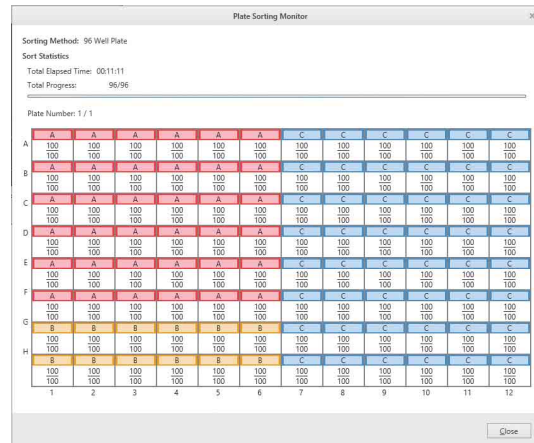 Plate Sorting Monitor ×
Sorting Method: 96 Well Plate
Sort Statistics
Total Elapsed Time: 00:11:11
Total Progress: 96/96
Plate Number: 1 / 1
A A A A A A C C C C C C
A 100 100 100 100 100 100 100 100 100 100 100 100
100 100 100 100 100 100 100 100 100 100 100 100
A A A A A A C C C C C C
B 100 100 100 100 100 100 100 100 100 100 100 100
100 100 100 100 100 100 100 100 100 100 100 100
A A A A A A C C C C C C
C 100 100 100 100 100 100 100 100 100 100 100 100
100 100 100 100 100 100 100 100 100 100 100 100
A A A A A A C C C C C C
D 100 100 100 100 100 100 100 100 100 100 100 100
100 100 100 100 100 100 100 100 100 100 100 100
A A A A A A C C C C C C
E 100 100 100 100 100 100 100 100 100 100 100 100
100 100 100 100 100 100 100 100 100 100 100 100
A A A A A A C C C C C C
F 100 100 100 100 100 100 100 100 100 100 100 100
100 100 100 100 100 100 100 100 100 100 100 100
B B B B B B C C C C C C
G 100 100 100 100 100 100 100 100 100 100 100 100
100 100 100 100 100 100 100 100 100 100 100 100
B B B B B B C C C C C C
H 100 100 100 100 100 100 100 100 100 100 100 100
100 100 100 100 100 100 100 100 100 100 100 100
1 2 3 4 5 6 7 8 9 10 11 12
Close